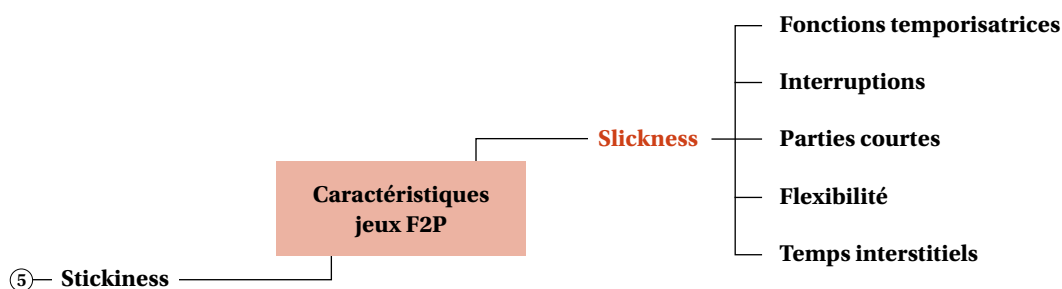 Fonctions temporisatrices
Interruptions
Slickness
Parties courtes
Caractéristiques
jeux F2P
Flexibilité
Temps interstitiels
5 Stickiness